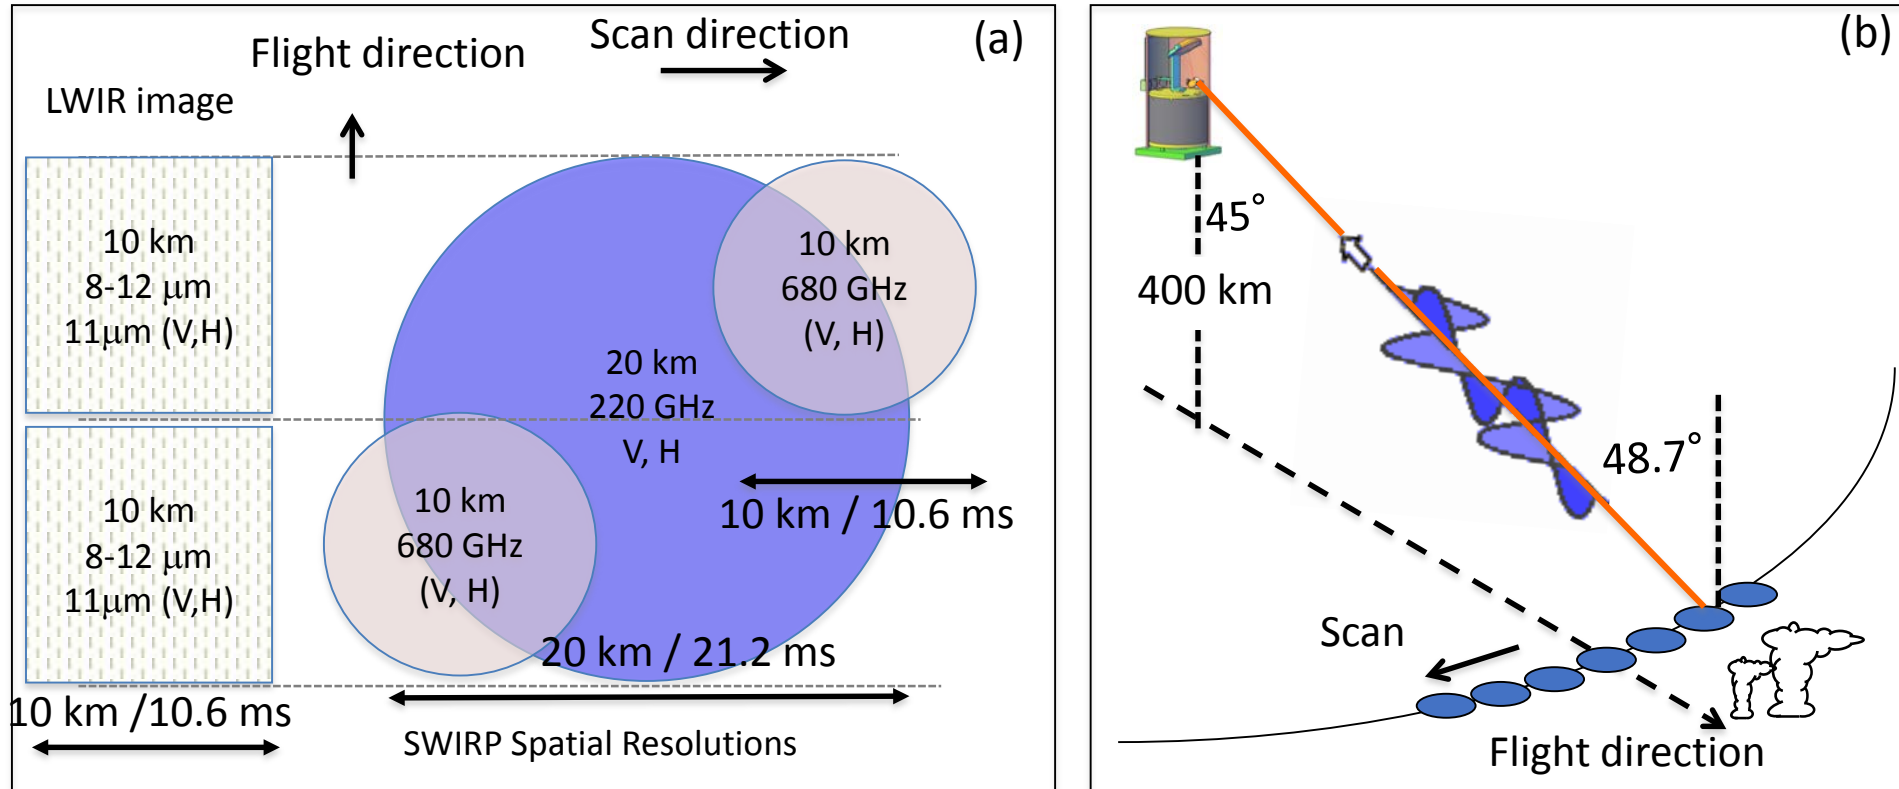 (a)
Flight direction
Scan direction
LWIR image
10 km
8-12 μm
11μm (V,H)
10 km
680 GHz
(V, H)
20 km
220 GHz
V, H
10 km / 10.6 ms
10 km
8-12 μm
11μm (V,H)
10 km
680 GHz
(V, H)
20 km / 21.2 ms
10 km /10.6 ms
SWIRP Spatial Resolutions
(b)
45°
400 km
48.7°
Scan
Flight direction